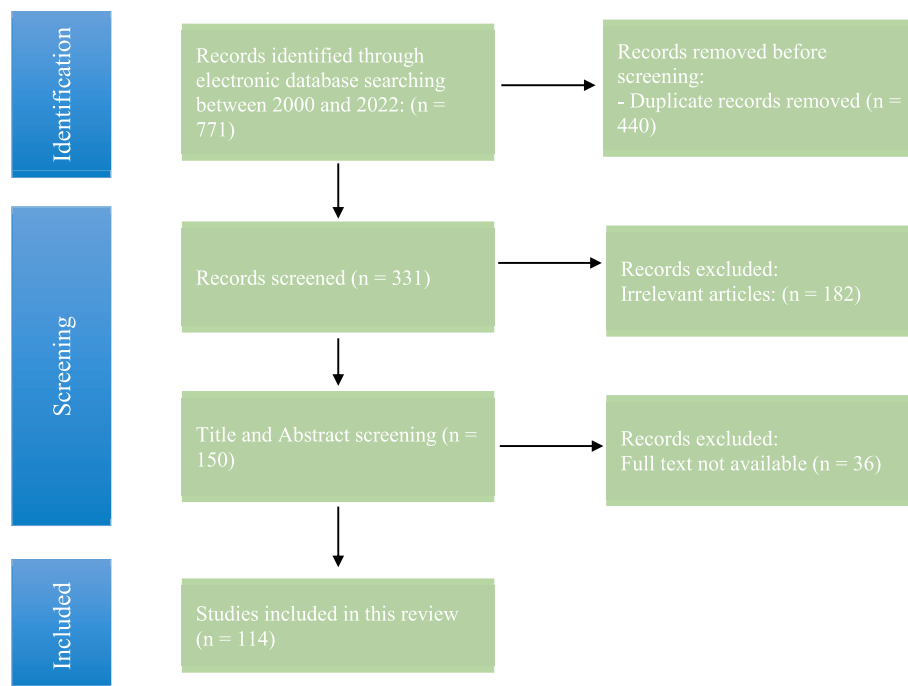 Identification
Records identified through
electronic database searching
between 2000 and 2022: (n =
771)
Records removed before
screening:
- Duplicate records removed (n =
440)
Screening
Records screened (n = 331)
Records excluded:
Irrelevant articles: (n = 182)
Title and Abstract screening (n =
150)
Records excluded:
Full text not available (n = 36)
Included
Studies included in this review
(n = 114)